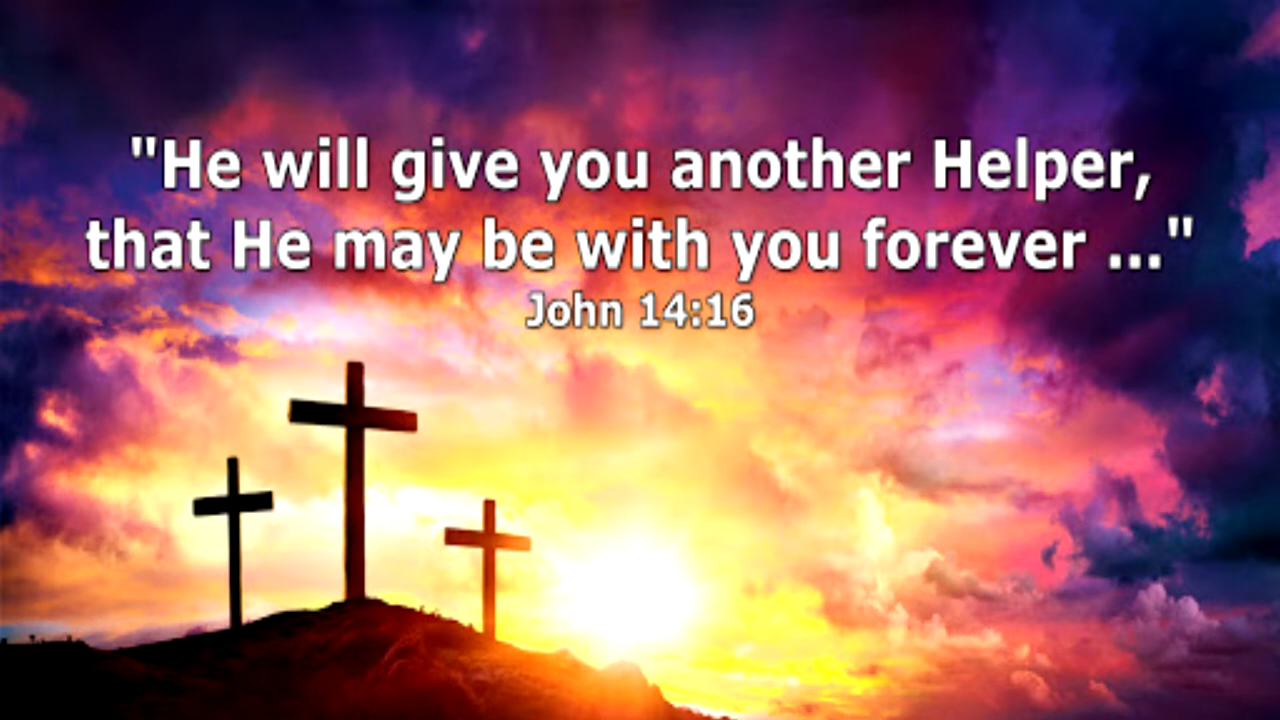 "He will give you another Helper,
that He may be with you forever ..."
John 14:16